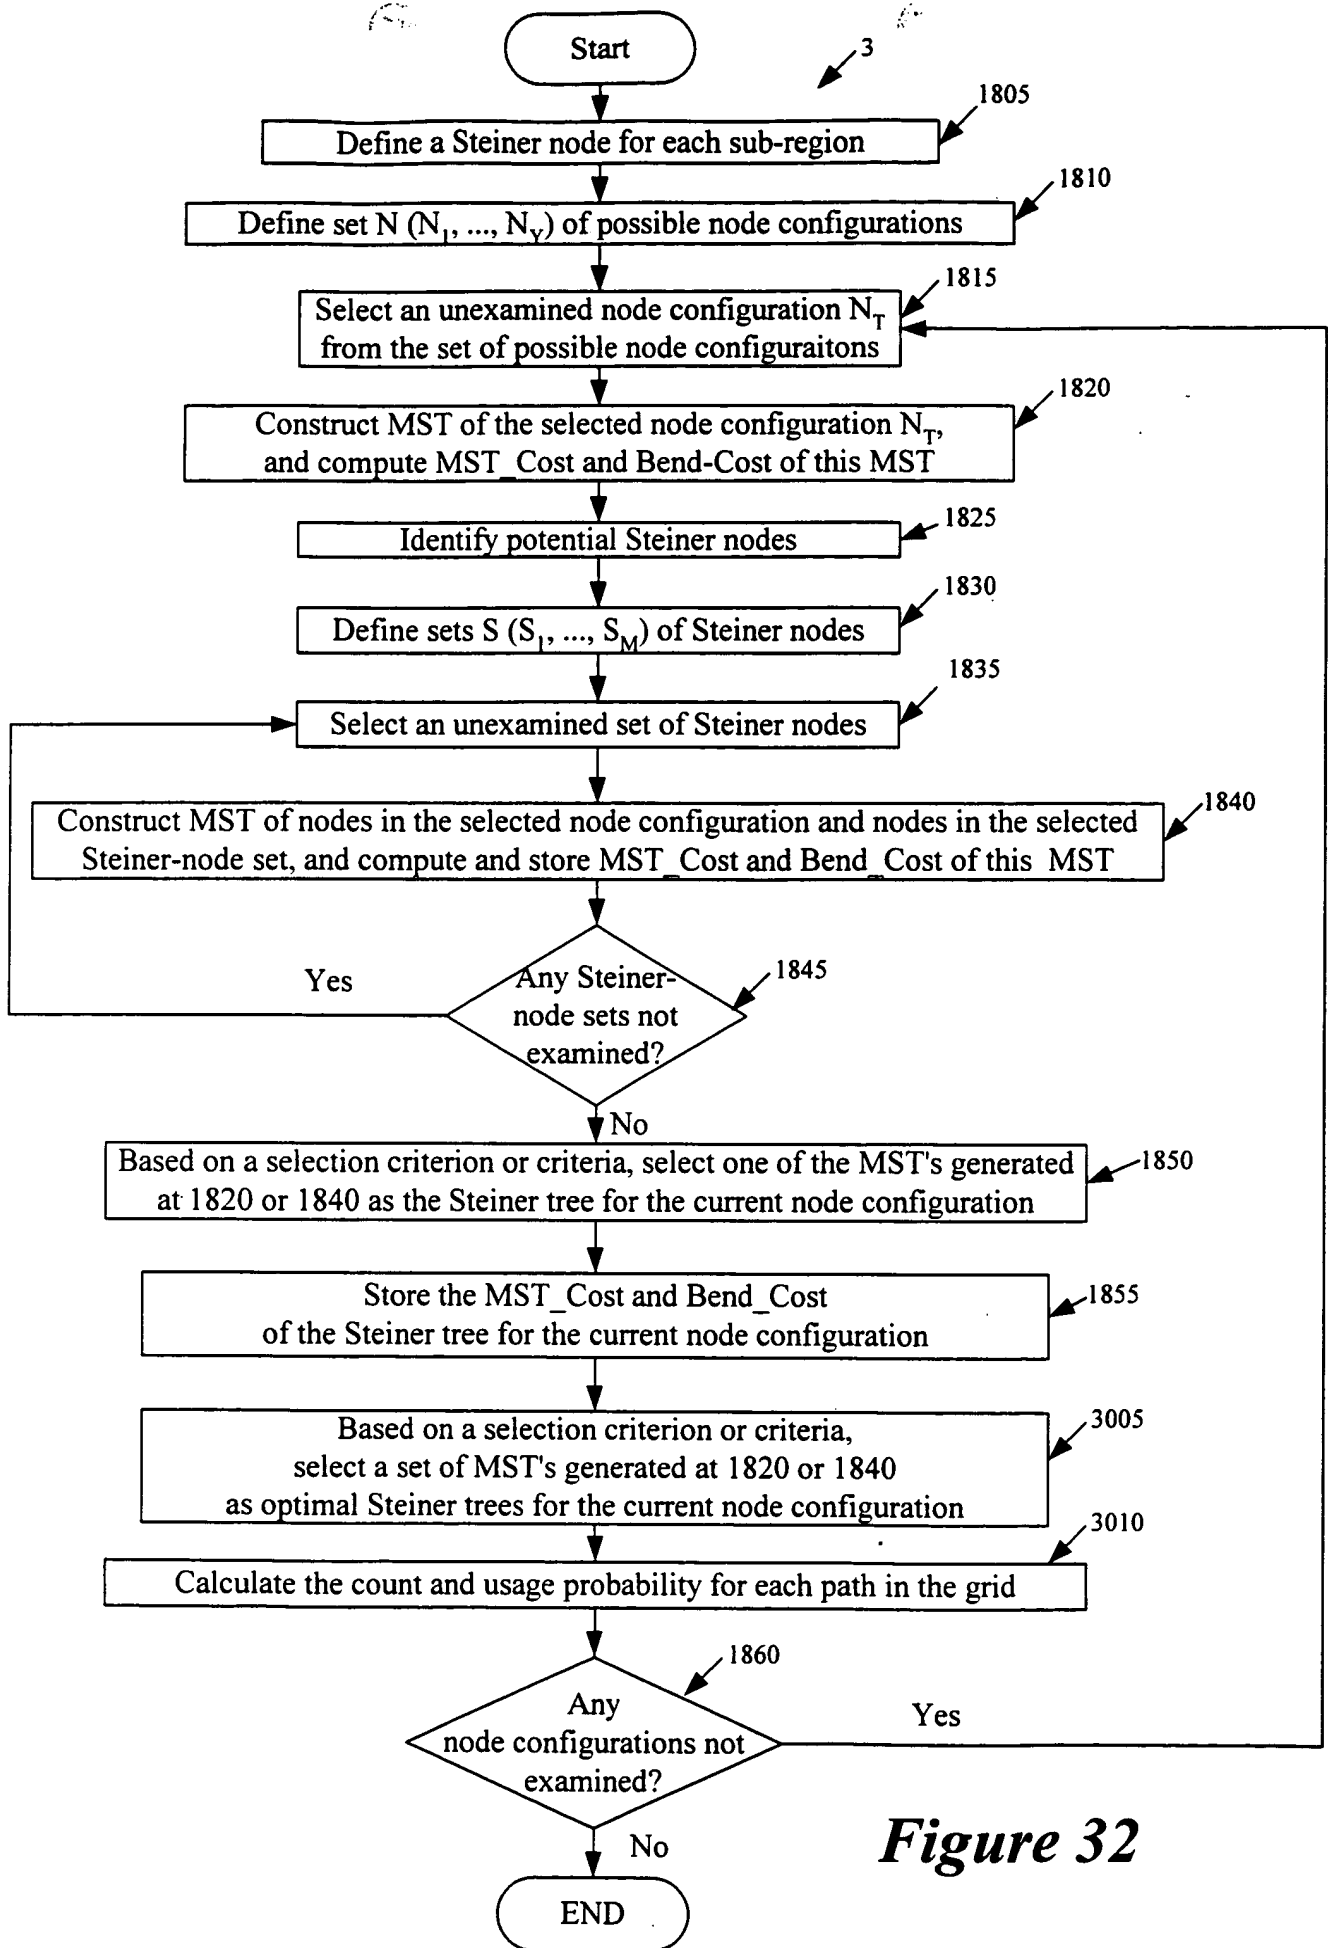 Start
3
1805
Define a Steiner node for each sub-region
1810
Define set N (N1, ..., NY) of possible node configurations
1815
Select an unexamined node configuration NT
from the set of possible node configuraitons
1820
Construct MST of the selected node configuration NT,
and compute MST_Cost and Bend-Cost of this MST
1825
Identify potential Steiner nodes
1830
Define sets S (S1, ..., SM) of Steiner nodes
1835
Select an unexamined set of Steiner nodes
1840
Construct MST of nodes in the selected node configuration and nodes in the selected
Steiner-node set, and compute and store MST_Cost and Bend_Cost of this MST
Yes
1845
Any Steiner-
node sets not
examined?
No
1850
Based on a selection criterion or criteria, select one of the MST's generated
at 1820 or 1840 as the Steiner tree for the current node configuration
1855
Store the MST_Cost and Bend_Cost
of the Steiner tree for the current node configuration
3005
Based on a selection criterion or criteria,
select a set of MST's generated at 1820 or 1840
as optimal Steiner trees for the current node configuration
3010
Calculate the count and usage probability for each path in the grid
1860
Any
node configurations not
examined?
Yes
No
END
Figure 32